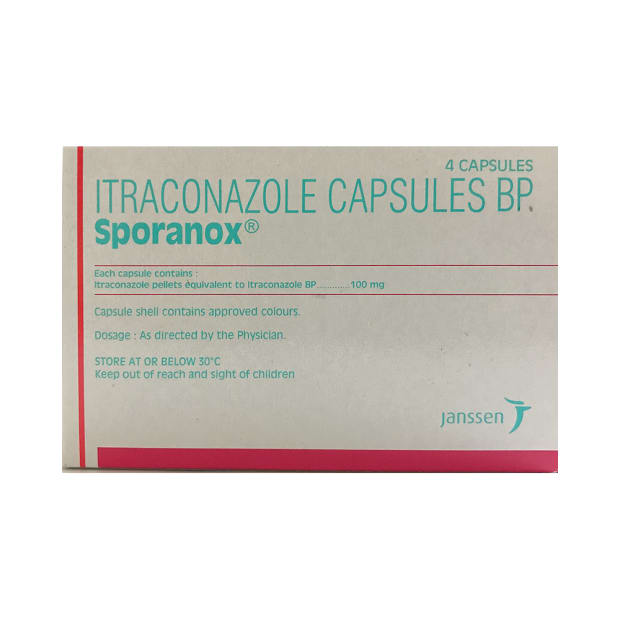 4 CAPSULES
ITRACONAZOLE CAPSULES BP
Sporanox®
Each capsule contains :
Itraconazole pellets equivalent to Itraconazole BP............100 mg
Capsule shell contains approved colours.
Dosage : As directed by the Physician.
STORE AT OR BELOW 30°C
Keep out of reach and sight of children
janssen